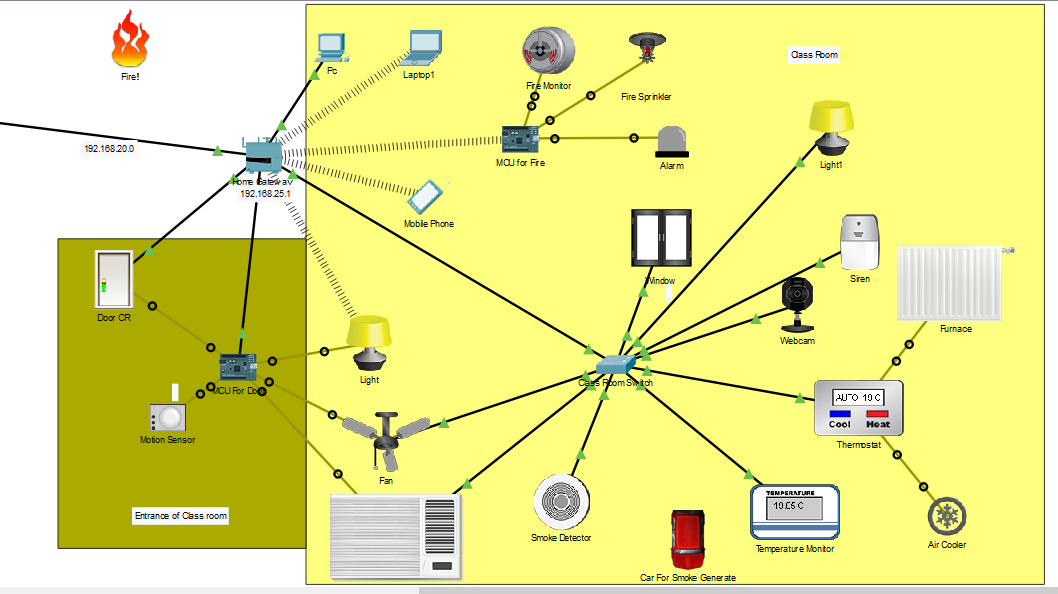 Fire!
Pc
Laptop1
Fire Monitor
Fire Sprinkler
Class Room
192.168.20.0
MCU for Fire
Alarm
Light1
Home Gateway
192.168.25.1
Mobile Phone
Window
Siren
Door CR
Webcam
Furnace
Light
Class Room Switch
MCU For Door
AUTO 19 C
Cool Heat
Motion Sensor
Thermostat
Fan
TEMPERATURE
Entrance of Class room
Smoke Detector
Temperature Monitor
Air Cooler
Car For Smoke Generate